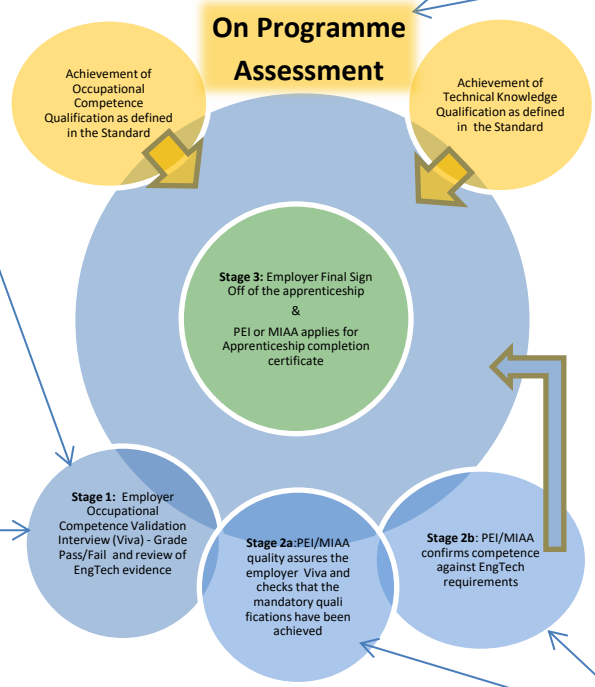 On Programme
Assessment
Achievement of
Occupational
Competence
Qualification as defined
in the Standard
Achievement of
Technical Knowledge
Qualification as defined
in the Standard
Stage 3: Employer Final Sign
Off of the apprenticeship
&
PEI or MIAA applies for
Apprenticeship completion
certificate
Stage 1: Employer
Occupational
Competence Validation
Interview (Viva) - Grade
Pass/Fail and review of
EngTech evidence
Stage 2a:PEI/MIAA
quality assures the
employer Viva and
checks that the
mandatory quali
fications have been
achieved
Stage 2b: PEI/MIAA
confirms competence
against EngTech
requirements